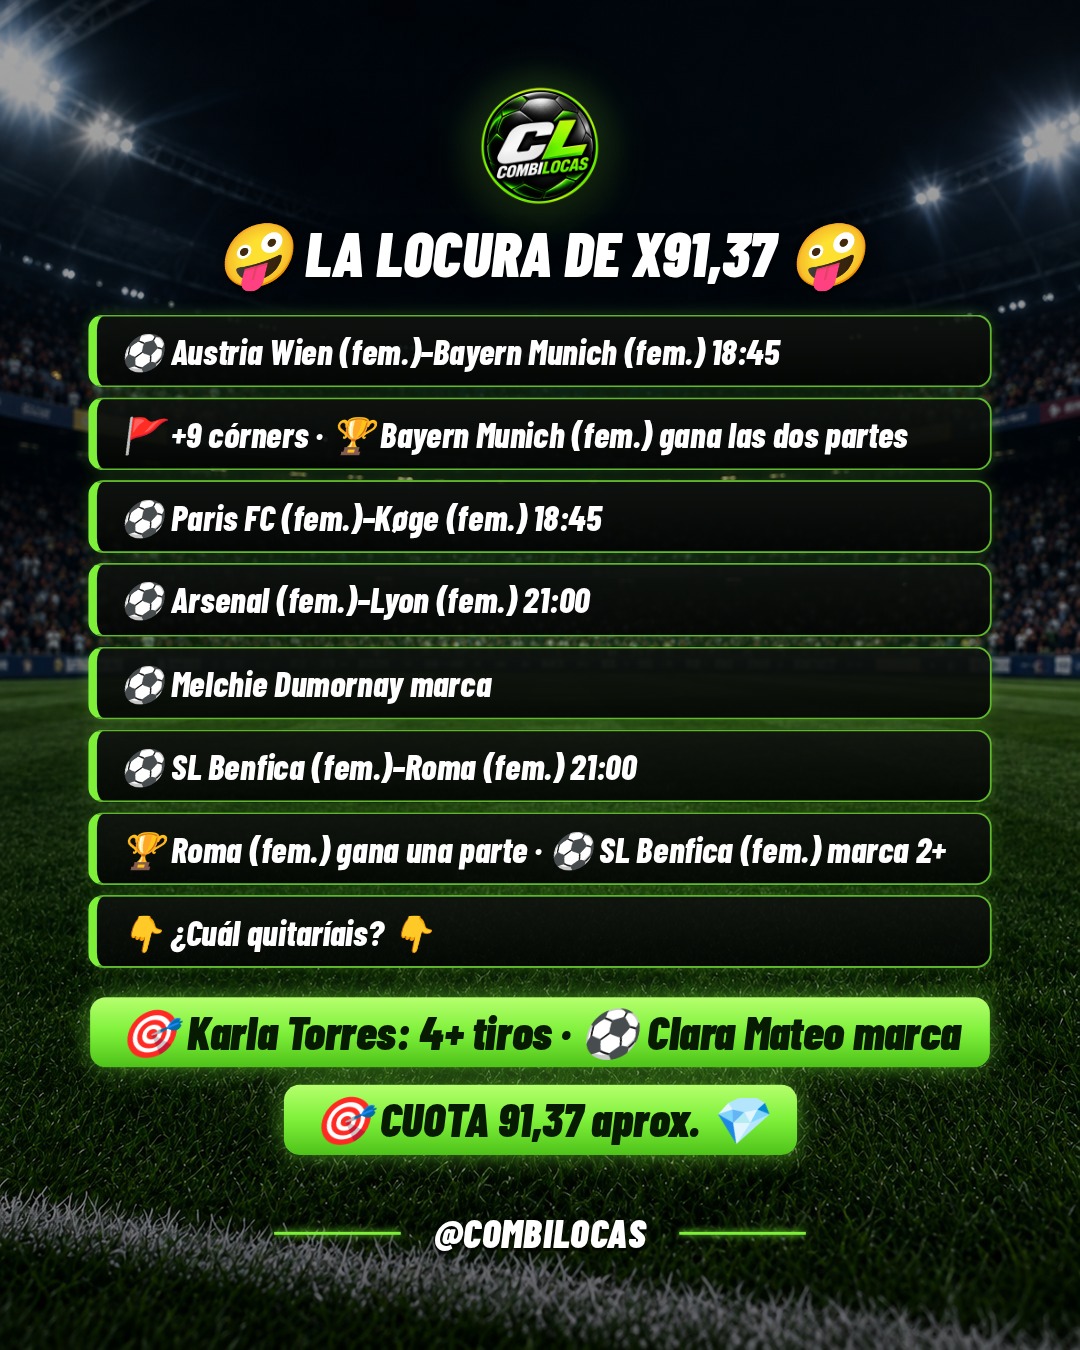 CL
COMBILOCAS
🤪 LA LOCURA DE X91,37 🤪
⚽ Austria Wien (fem.)–Bayern Munich (fem.) 18:45
🚩 +9 córners · 🏆 Bayern Munich (fem.) gana las dos partes
⚽ Paris FC (fem.)–Køge (fem.) 18:45
⚽ Arsenal (fem.)–Lyon (fem.) 21:00
⚽ Melchie Dumornay marca
⚽ SL Benfica (fem.)–Roma (fem.) 21:00
🏆 Roma (fem.) gana una parte · ⚽ SL Benfica (fem.) marca 2+
👇 ¿Cuál quitaríais? 👇
🎯 Karla Torres: 4+ tiros · ⚽ Clara Mateo marca
🎯 CUOTA 91,37 aprox. 💎
@COMBILOCAS